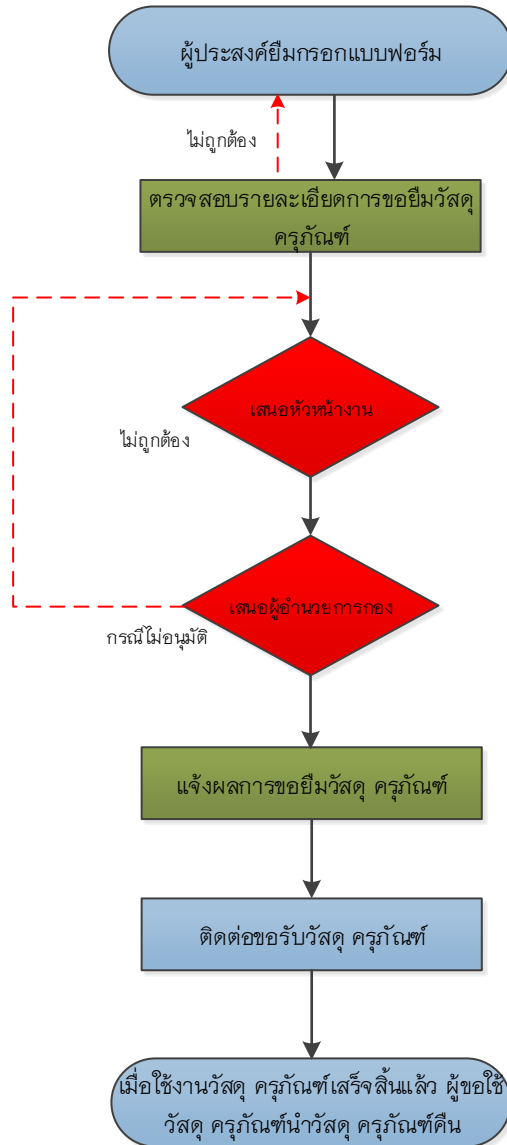 ผู้ประสงค์ยืมกรอกแบบฟอร์ม
ไม่ถูกต้อง
ตรวจสอบรายละเอียดการขอยืมวัสดุ
ครุภัณฑ์
เสนอหัวหน้างาน
ไม่ถูกต้อง
เสนอผู้อำนวยการกอง
กรณีไม่อนุมัติ
แจ้งผลการขอยืมวัสดุ ครุภัณฑ์
ติดต่อขอรับวัสดุ ครุภัณฑ์
เมื่อใช้งานวัสดุ ครุภัณฑ์เสร็จสิ้นแล้ว ผู้ขอใช้
วัสดุ ครุภัณฑ์นำวัสดุ ครุภัณฑ์คืน